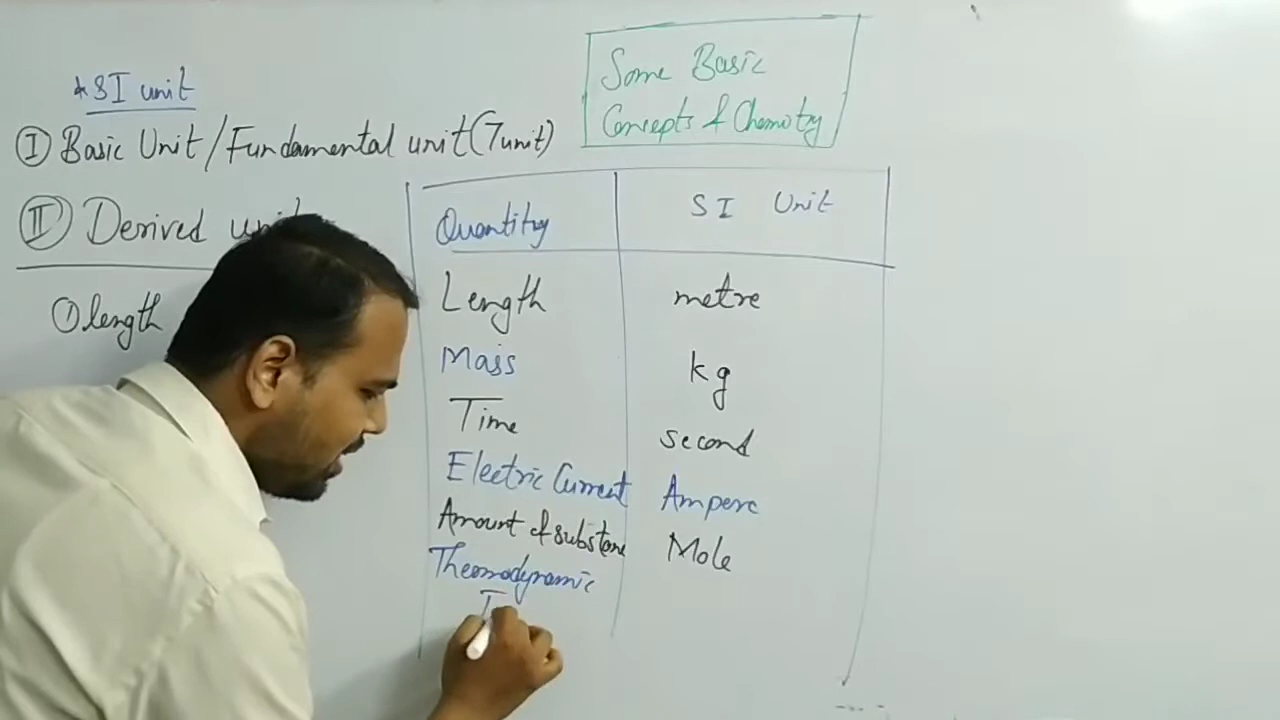 Some Basic
Concepts of Chemistry
* SI unit
I Basic Unit/Fundamental unit (7 unit)
II Derived unit
1 length
Quantity SI Unit
Length metre
Mass kg
Time second
Electric Current Ampere
Amount of substance Mole
Thermodynamic
T